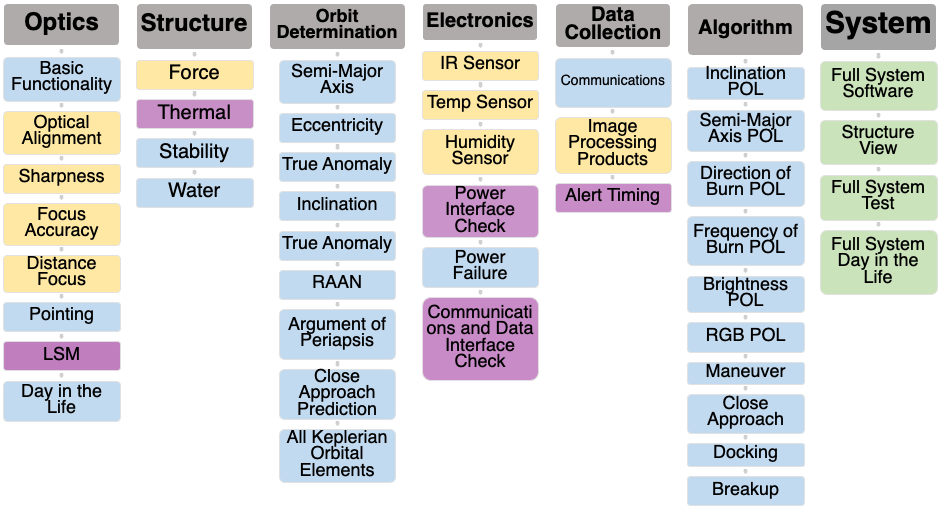 Optics
Basic
Functionality
Optical
Alignment
Sharpness
Focus
Accuracy
Distance
Focus
Pointing
LSM
Day in the
Life
Structure
Force
Thermal
Stability
Water
Orbit
Determination
Semi-Major
Axis
Eccentricity
True Anomaly
Inclination
True Anomaly
RAAN
Argument of
Periapsis
Close
Approach
Prediction
All Keplerian
Orbital
Elements
Electronics
IR Sensor
Temp Sensor
Humidity
Sensor
Power
Interface
Check
Power
Failure
Communicati
ons and Data
Interface
Check
Data
Collection
Communications
Image
Processing
Products
Alert Timing
Algorithm
Inclination
POL
Semi-Major
Axis POL
Direction of
Burn POL
Frequency of
Burn POL
Brightness
POL
RGB POL
Maneuver
Close
Approach
Docking
Breakup
System
Full System
Software
Structure
View
Full System
Test
Full System
Day in the
Life